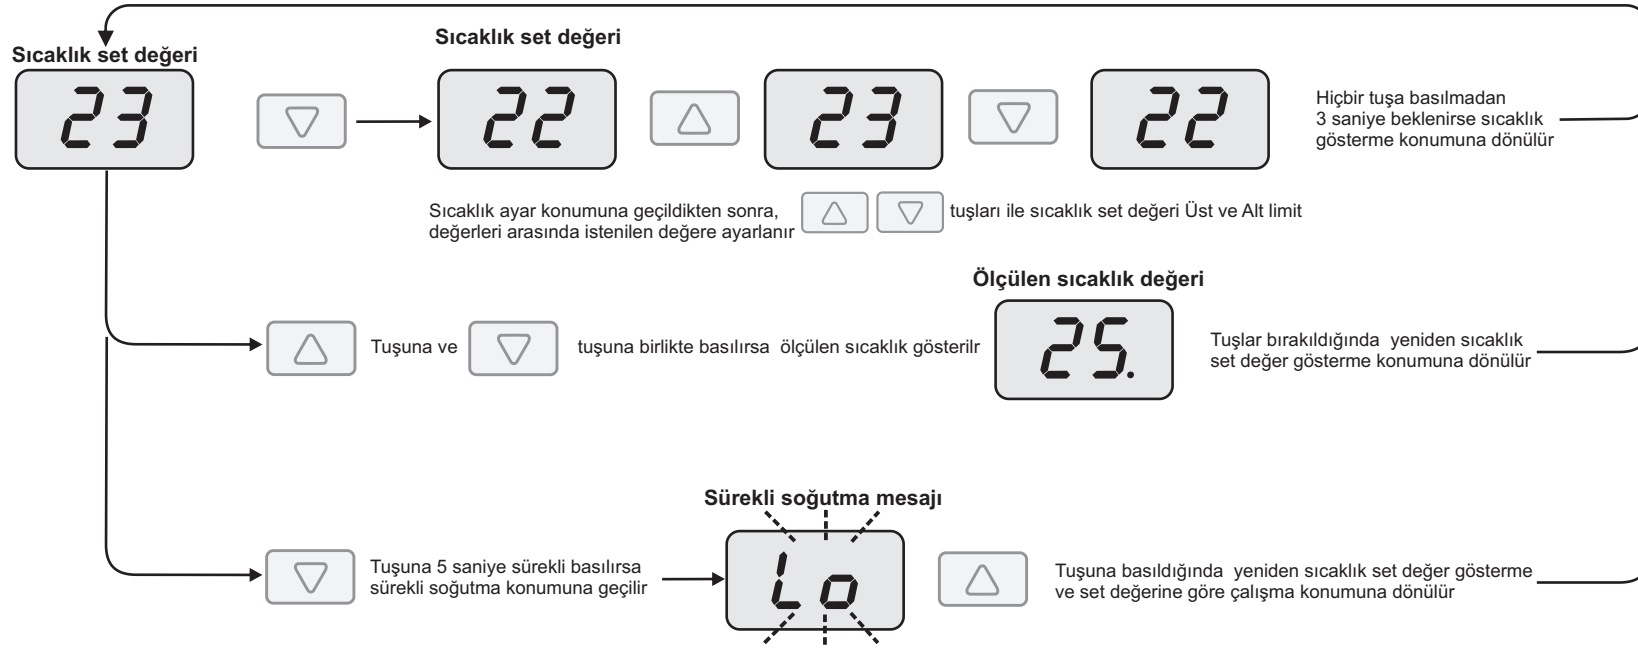 Sıcaklık set değeri
23
Sıcaklık set değeri
22
23
22
Hiçbir tuşa basılmadan
3 saniye beklenirse sıcaklık
gösterme konumuna dönülür
Sıcaklık ayar konumuna geçildikten sonra, tuşları ile sıcaklık set değeri Üst ve Alt limit
değerleri arasında istenilen değere ayarlanır
Tuşuna ve tuşuna birlikte basılırsa ölçülen sıcaklık gösterilr
Ölçülen sıcaklık değeri
25.
Tuşlar bırakıldığında yeniden sıcaklık
set değer gösterme konumuna dönülür
Tuşuna 5 saniye sürekli basılırsa
sürekli soğutma konumuna geçilir
Sürekli soğutma mesajı
Lo
Tuşuna basıldığında yeniden sıcaklık set değer gösterme
ve set değerine göre çalışma konumuna dönülür